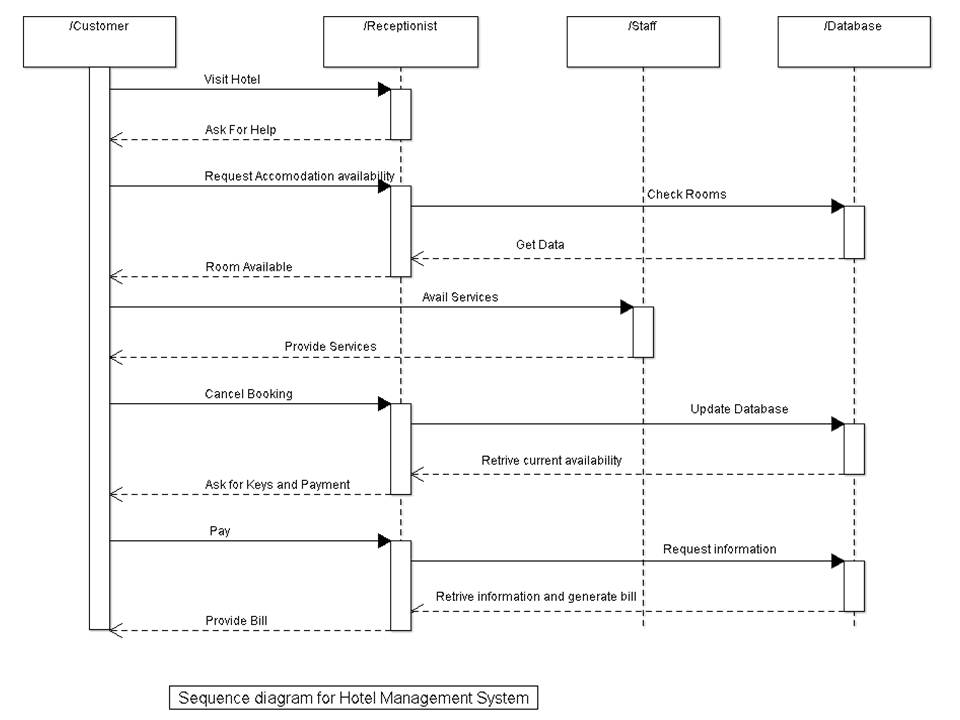 /Customer
/Receptionist
/Staff
/Database
Visit Hotel
Ask For Help
Request Accomodation availability
Check Rooms
Get Data
Room Available
Avail Services
Provide Services
Cancel Booking
Update Database
Retrive current availability
Ask for Keys and Payment
Pay
Request information
Retrive information and generate bill
Provide Bill
Sequence diagram for Hotel Management System